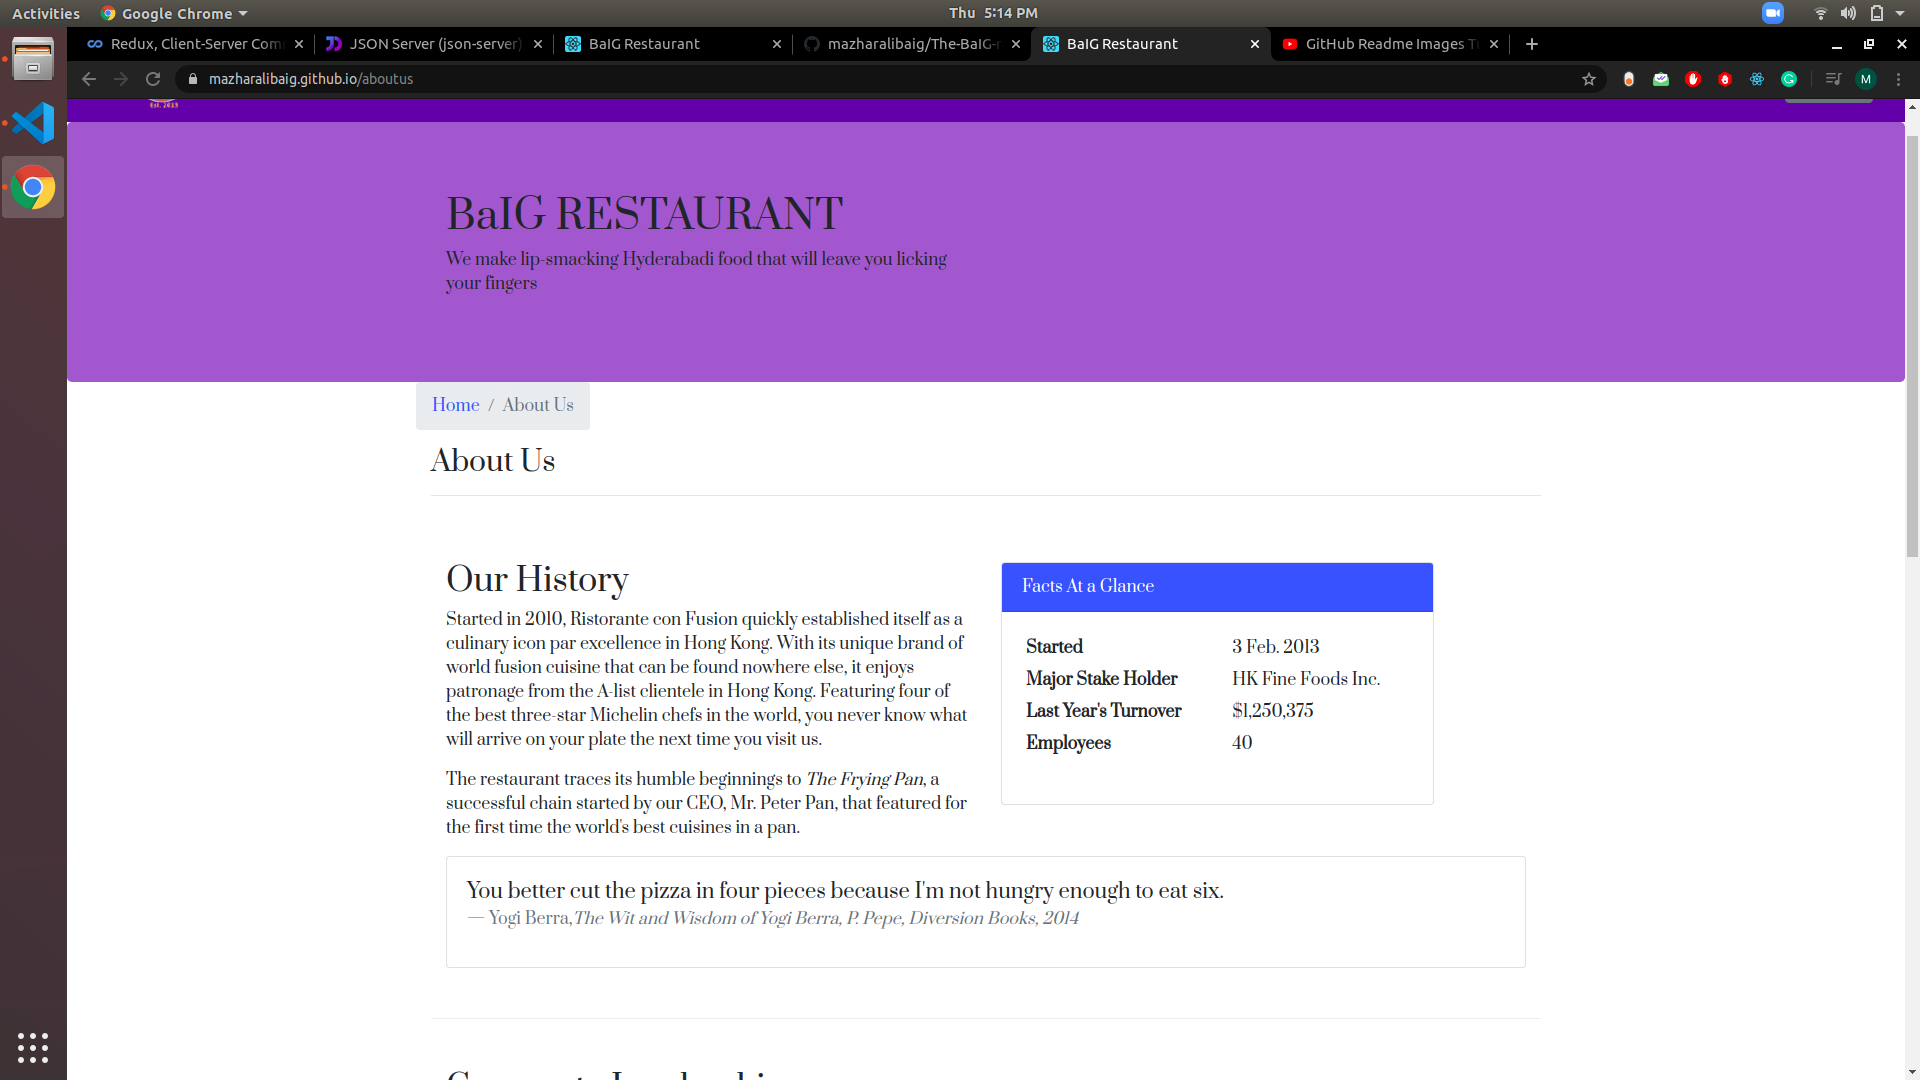 Activities Google Chrome Thu 5:14 PM
Redux, Client-Server Com JSON Server (json-server) BaIG Restaurant mazharalibaig/The-BaIG-r BaIG Restaurant GitHub Readme Images Tu
mazharalibaig.github.io/aboutus M
Est. 2013
BaIG RESTAURANT
We make lip-smacking Hyderabadi food that will leave you licking
your fingers
Home / About Us
About Us
Our History
Started in 2010, Ristorante con Fusion quickly established itself as a
culinary icon par excellence in Hong Kong. With its unique brand of
world fusion cuisine that can be found nowhere else, it enjoys
patronage from the A-list clientele in Hong Kong. Featuring four of
the best three-star Michelin chefs in the world, you never know what
will arrive on your plate the next time you visit us.
The restaurant traces its humble beginnings to The Frying Pan, a
successful chain started by our CEO, Mr. Peter Pan, that featured for
the first time the world's best cuisines in a pan.
Facts At a Glance
Started 3 Feb. 2013
Major Stake Holder HK Fine Foods Inc.
Last Year's Turnover $1,250,375
Employees 40
You better cut the pizza in four pieces because I'm not hungry enough to eat six.
— Yogi Berra,The Wit and Wisdom of Yogi Berra, P. Pepe, Diversion Books, 2014